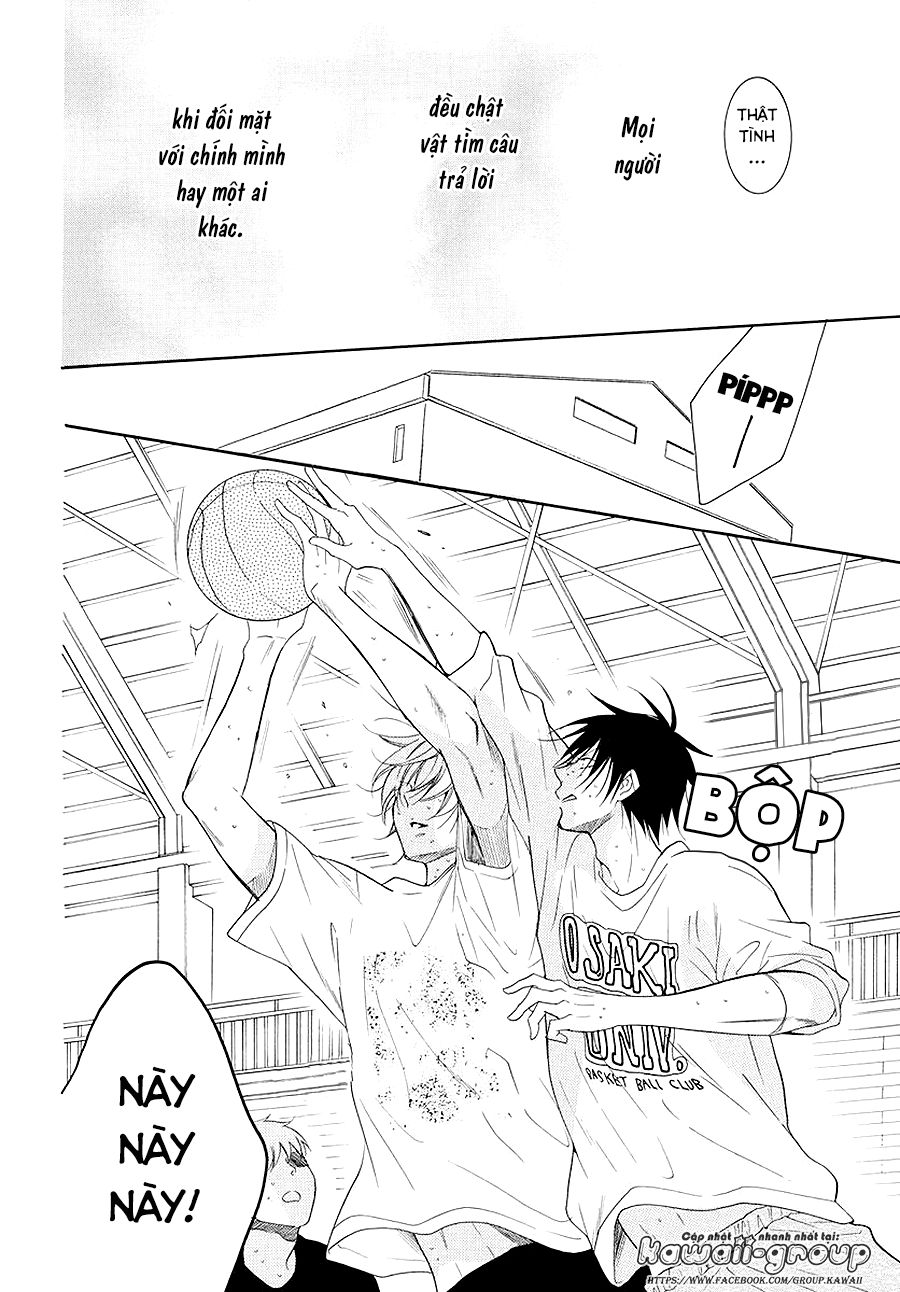 THẬT
TÌNH
...
Mọi
người
đều chật
vật tìm câu
trả lời
khi đối mặt
với chính mình
hay một ai
khác.
PÍPPP
BỘP
OSAKI
UNIV.
BASKET BALL CLUB
NÀY
NÀY
NÀY!
Cập nhật nhanh nhất tại:
kawaii-group
HTTPS://WWW.FACEBOOK.COM/GROUP.KAWAII